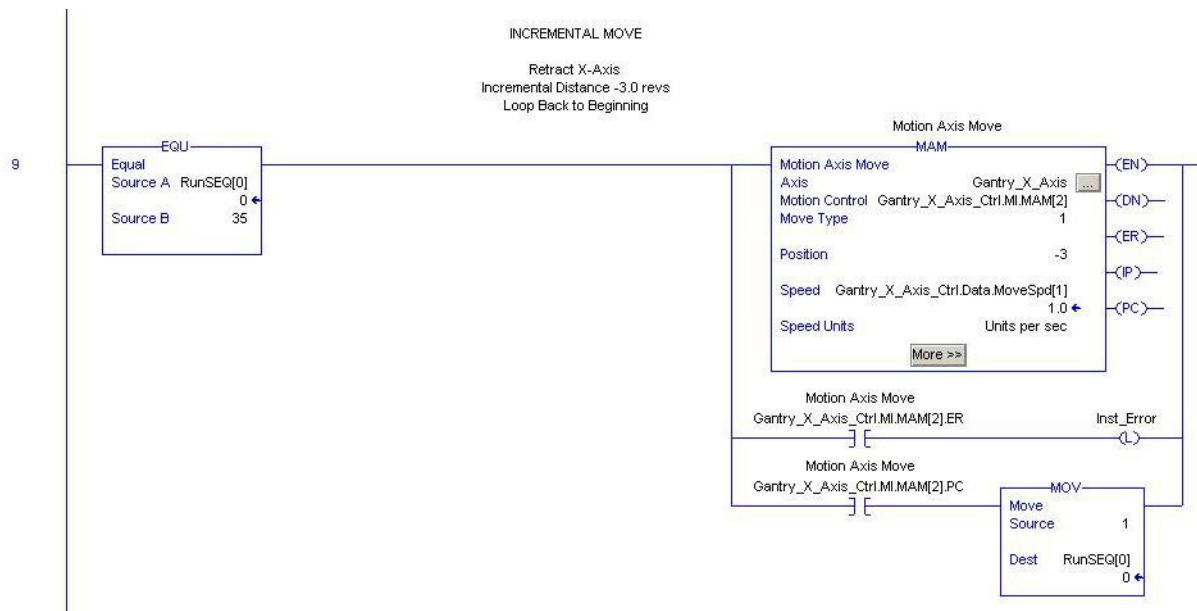 INCREMENTAL MOVE
Retract X-Axis
Incremental Distance -3.0 revs
Loop Back to Beginning
9
EQU
Equal
Source A RunSEQ[0]
0
Source B 35
Motion Axis Move
MAM
Motion Axis Move
Axis Gantry_X_Axis ...
Motion Control Gantry_X_Axis_Ctrl.MI.MAM[2]
Move Type 1
Position -3
Speed Gantry_X_Axis_Ctrl.Data.MoveSpd[1]
1.0
Speed Units Units per sec
More >>
(EN)
(DN)
(ER)
(IP)
(PC)
Motion Axis Move
Gantry_X_Axis_Ctrl.MI.MAM[2].ER
Inst_Error
(L)
Motion Axis Move
Gantry_X_Axis_Ctrl.MI.MAM[2].PC
MOV
Move
Source 1
Dest RunSEQ[0]
0